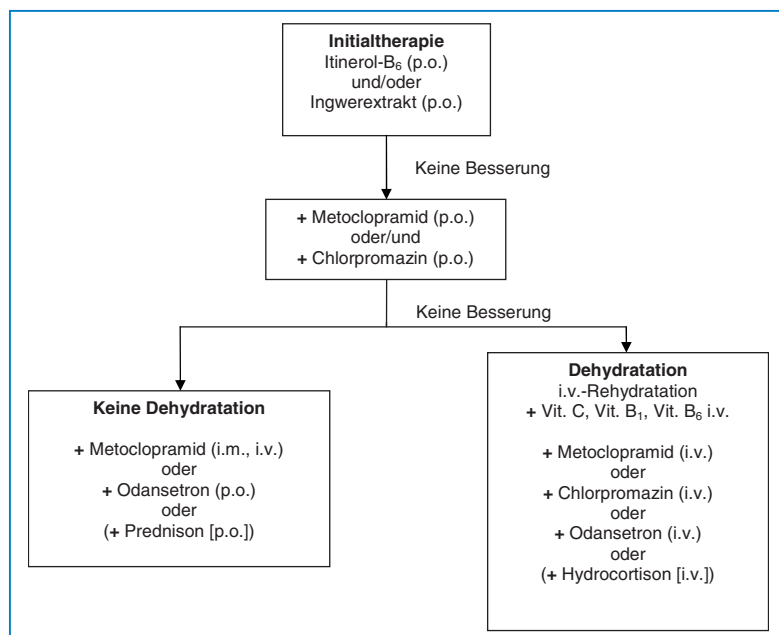 Initialtherapie
Itinerol-B₆ (p.o.)
und/oder
Ingwerextrakt (p.o.)
Keine Besserung
+ Metoclopramid (p.o.)
oder/und
+ Chlorpromazin (p.o.)
Keine Besserung
Keine Dehydratation
+ Metoclopramid (i.m., i.v.)
oder
+ Odansetron (p.o.)
oder
(+ Prednison [p.o.])
Dehydratation
i.v.-Rehydratation
+ Vit. C, Vit. B₁, Vit. B₆ i.v.
+ Metoclopramid (i.v.)
oder
+ Chlorpromazin (i.v.)
oder
+ Odansetron (i.v.)
oder
(+ Hydrocortison [i.v.])